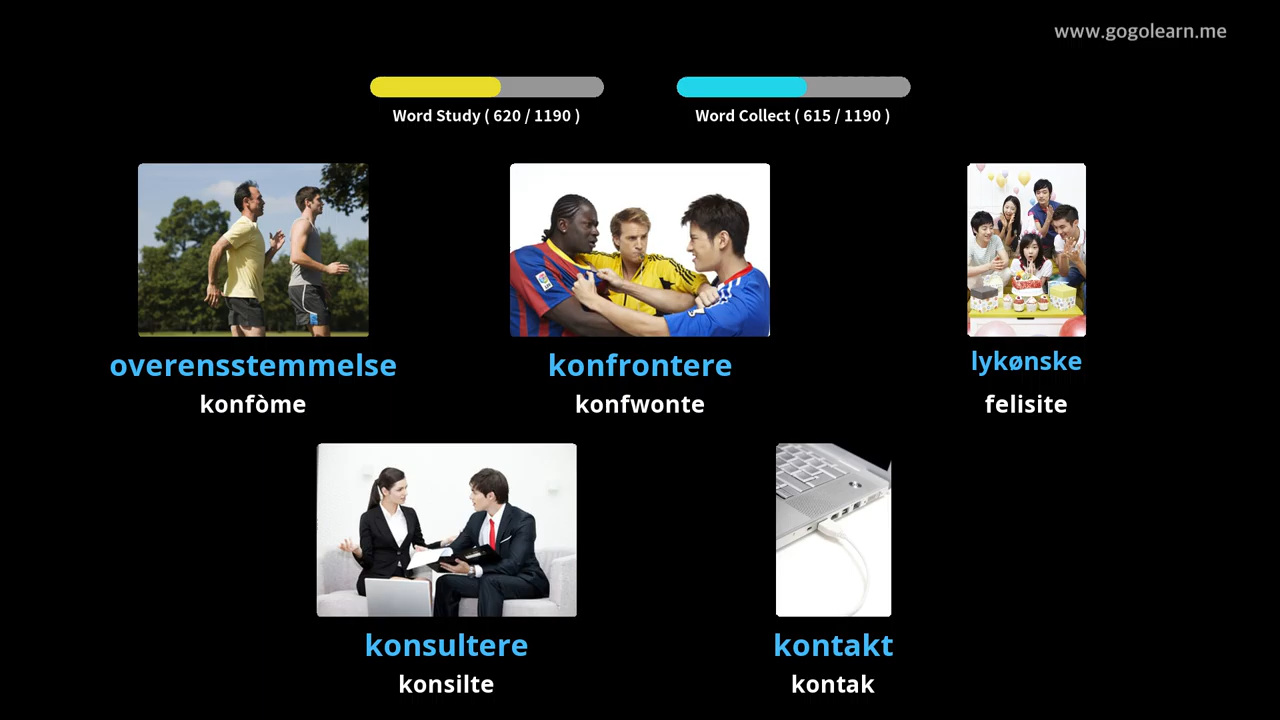 www.gogolearn.me
Word Study ( 620 / 1190 )
Word Collect ( 615 / 1190 )
overensstemmelse
konfòme
konfrontere
konfwonte
lykønske
felisite
konsultere
konsilte
kontakt
kontak